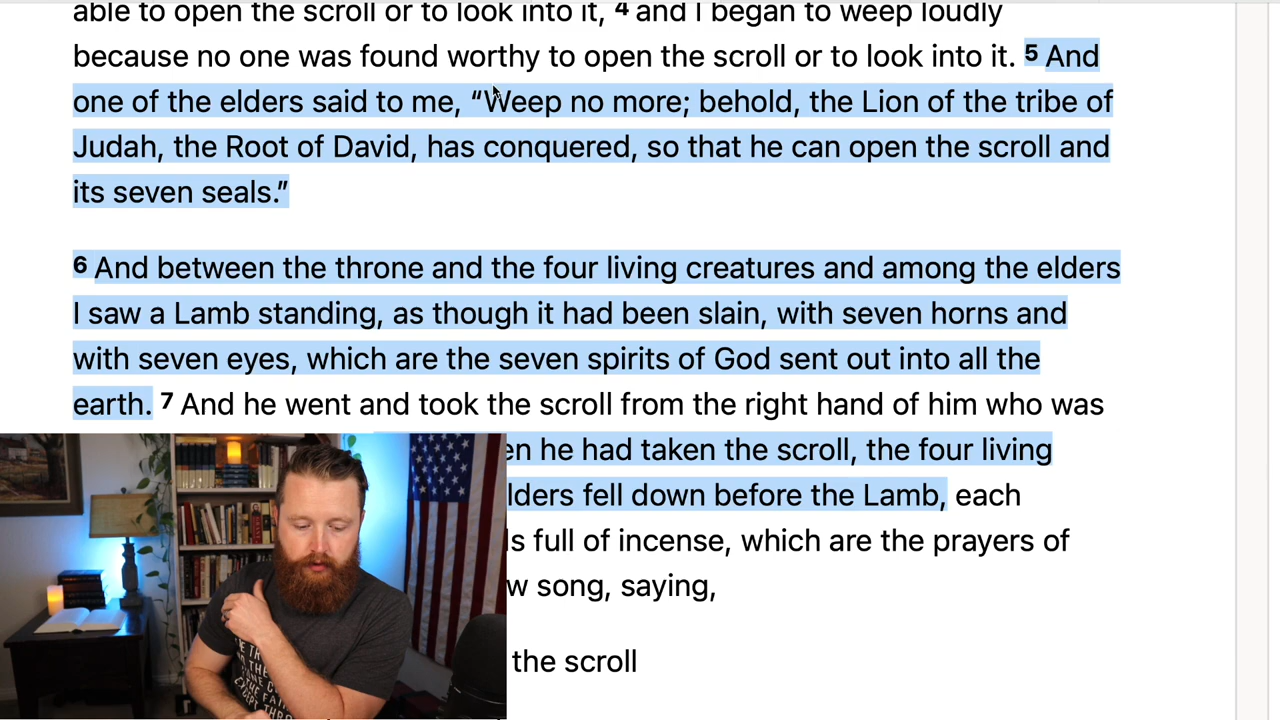 able to open the scroll or to look into it, 4 and I began to weep loudly
because no one was found worthy to open the scroll or to look into it. 5 And
one of the elders said to me, “Weep no more; behold, the Lion of the tribe of
Judah, the Root of David, has conquered, so that he can open the scroll and
its seven seals.”
6 And between the throne and the four living creatures and among the elders
I saw a Lamb standing, as though it had been slain, with seven horns and
with seven eyes, which are the seven spirits of God sent out into all the
earth. 7 And he went and took the scroll from the right hand of him who was
en he had taken the scroll, the four living
lders fell down before the Lamb, each
ls full of incense, which are the prayers of
w song, saying,
the scroll